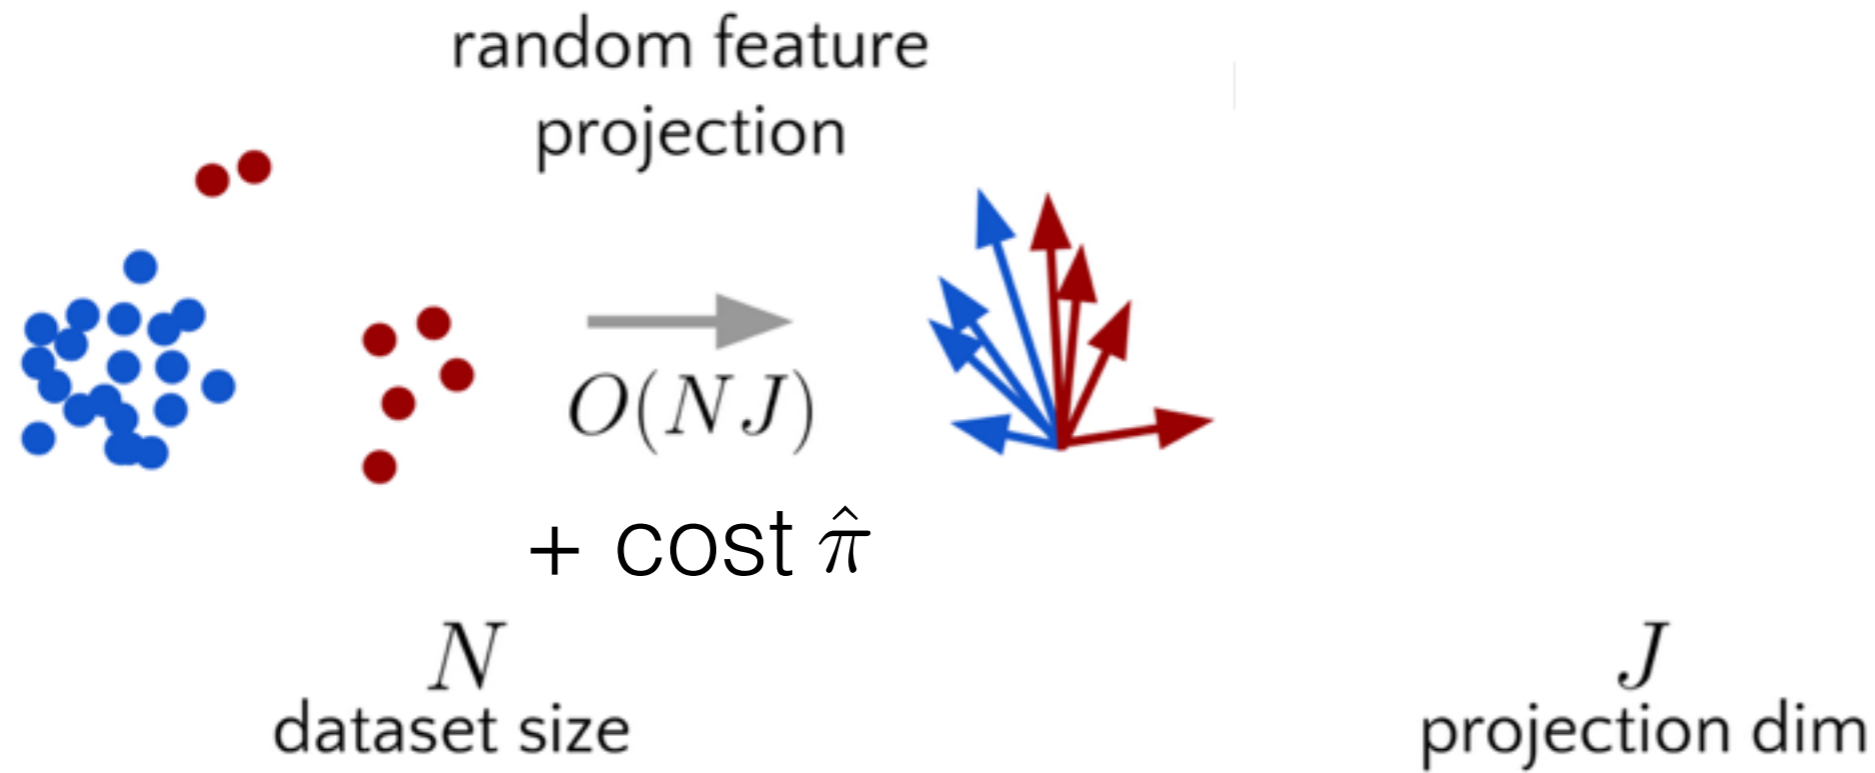 random feature
projection
O(NJ)
+ cost π̂
N
dataset size
J
projection dim